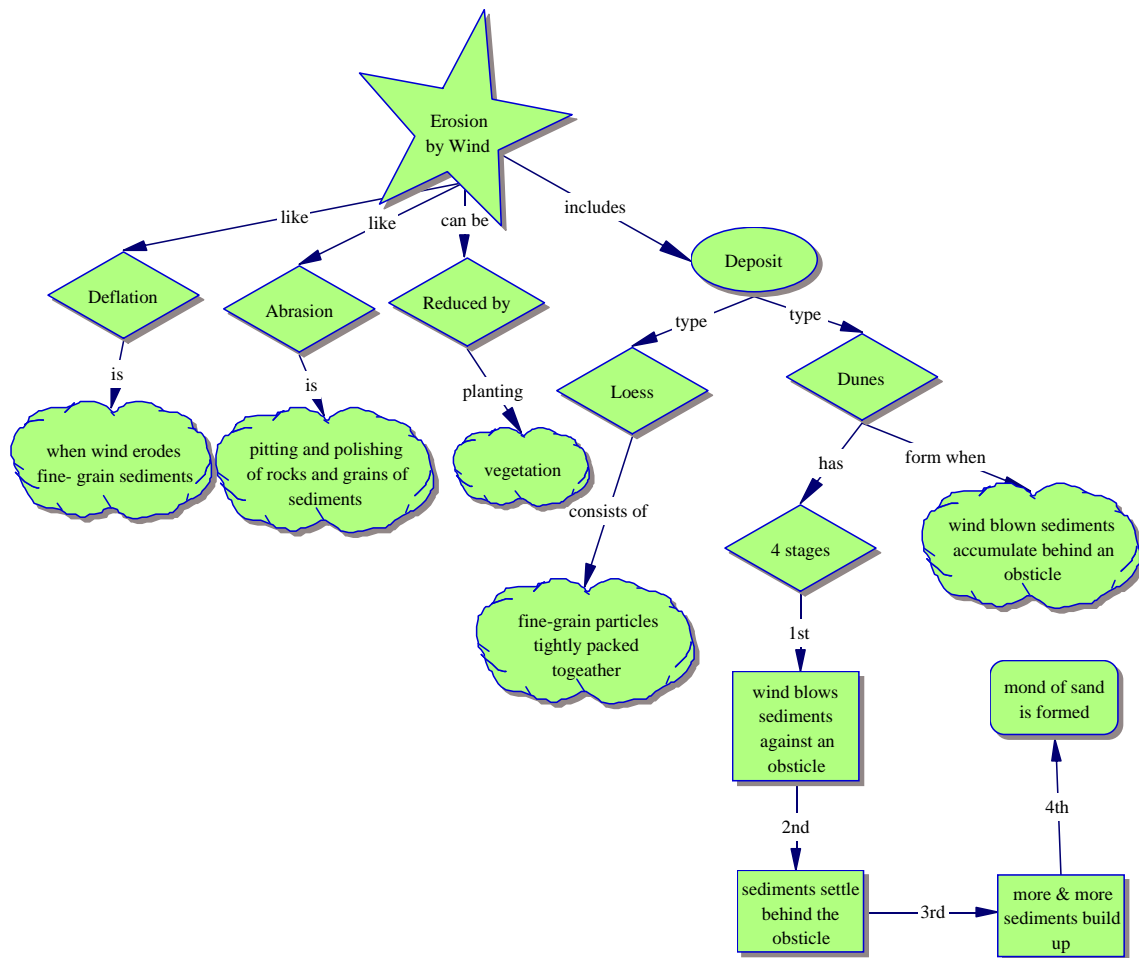 Erosion
by Wind
like
like
can be
includes
Deposit
Deflation
Abrasion
Reduced by
type
type
is
is
planting
Loess
Dunes
when wind erodes
fine- grain sediments
pitting and polishing
of rocks and grains of
sediments
vegetation
consists of
has
form when
4 stages
wind blown sediments
accumulate behind an
obsticle
fine-grain particles
tightly packed
togeather
1st
wind blows
sediments
against an
obsticle
2nd
sediments settle
behind the
obsticle
3rd
more & more
sediments build
up
4th
mond of sand
is formed